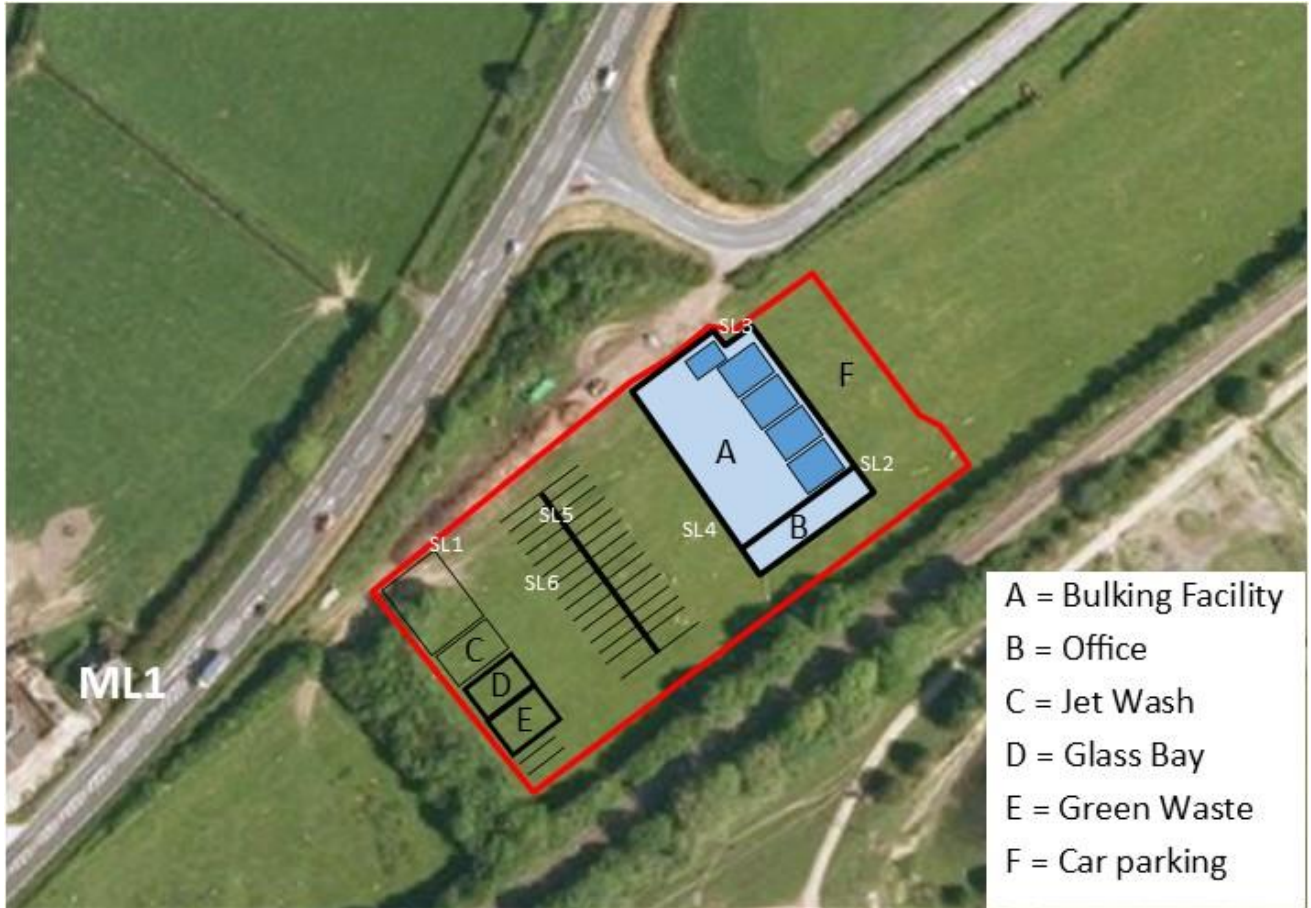 SL3
F
A
SL2
SL5
SL4
B
SL1
SL6
C
ML1
D
E
A = Bulking Facility
B = Office
C = Jet Wash
D = Glass Bay
E = Green Waste
F = Car parking